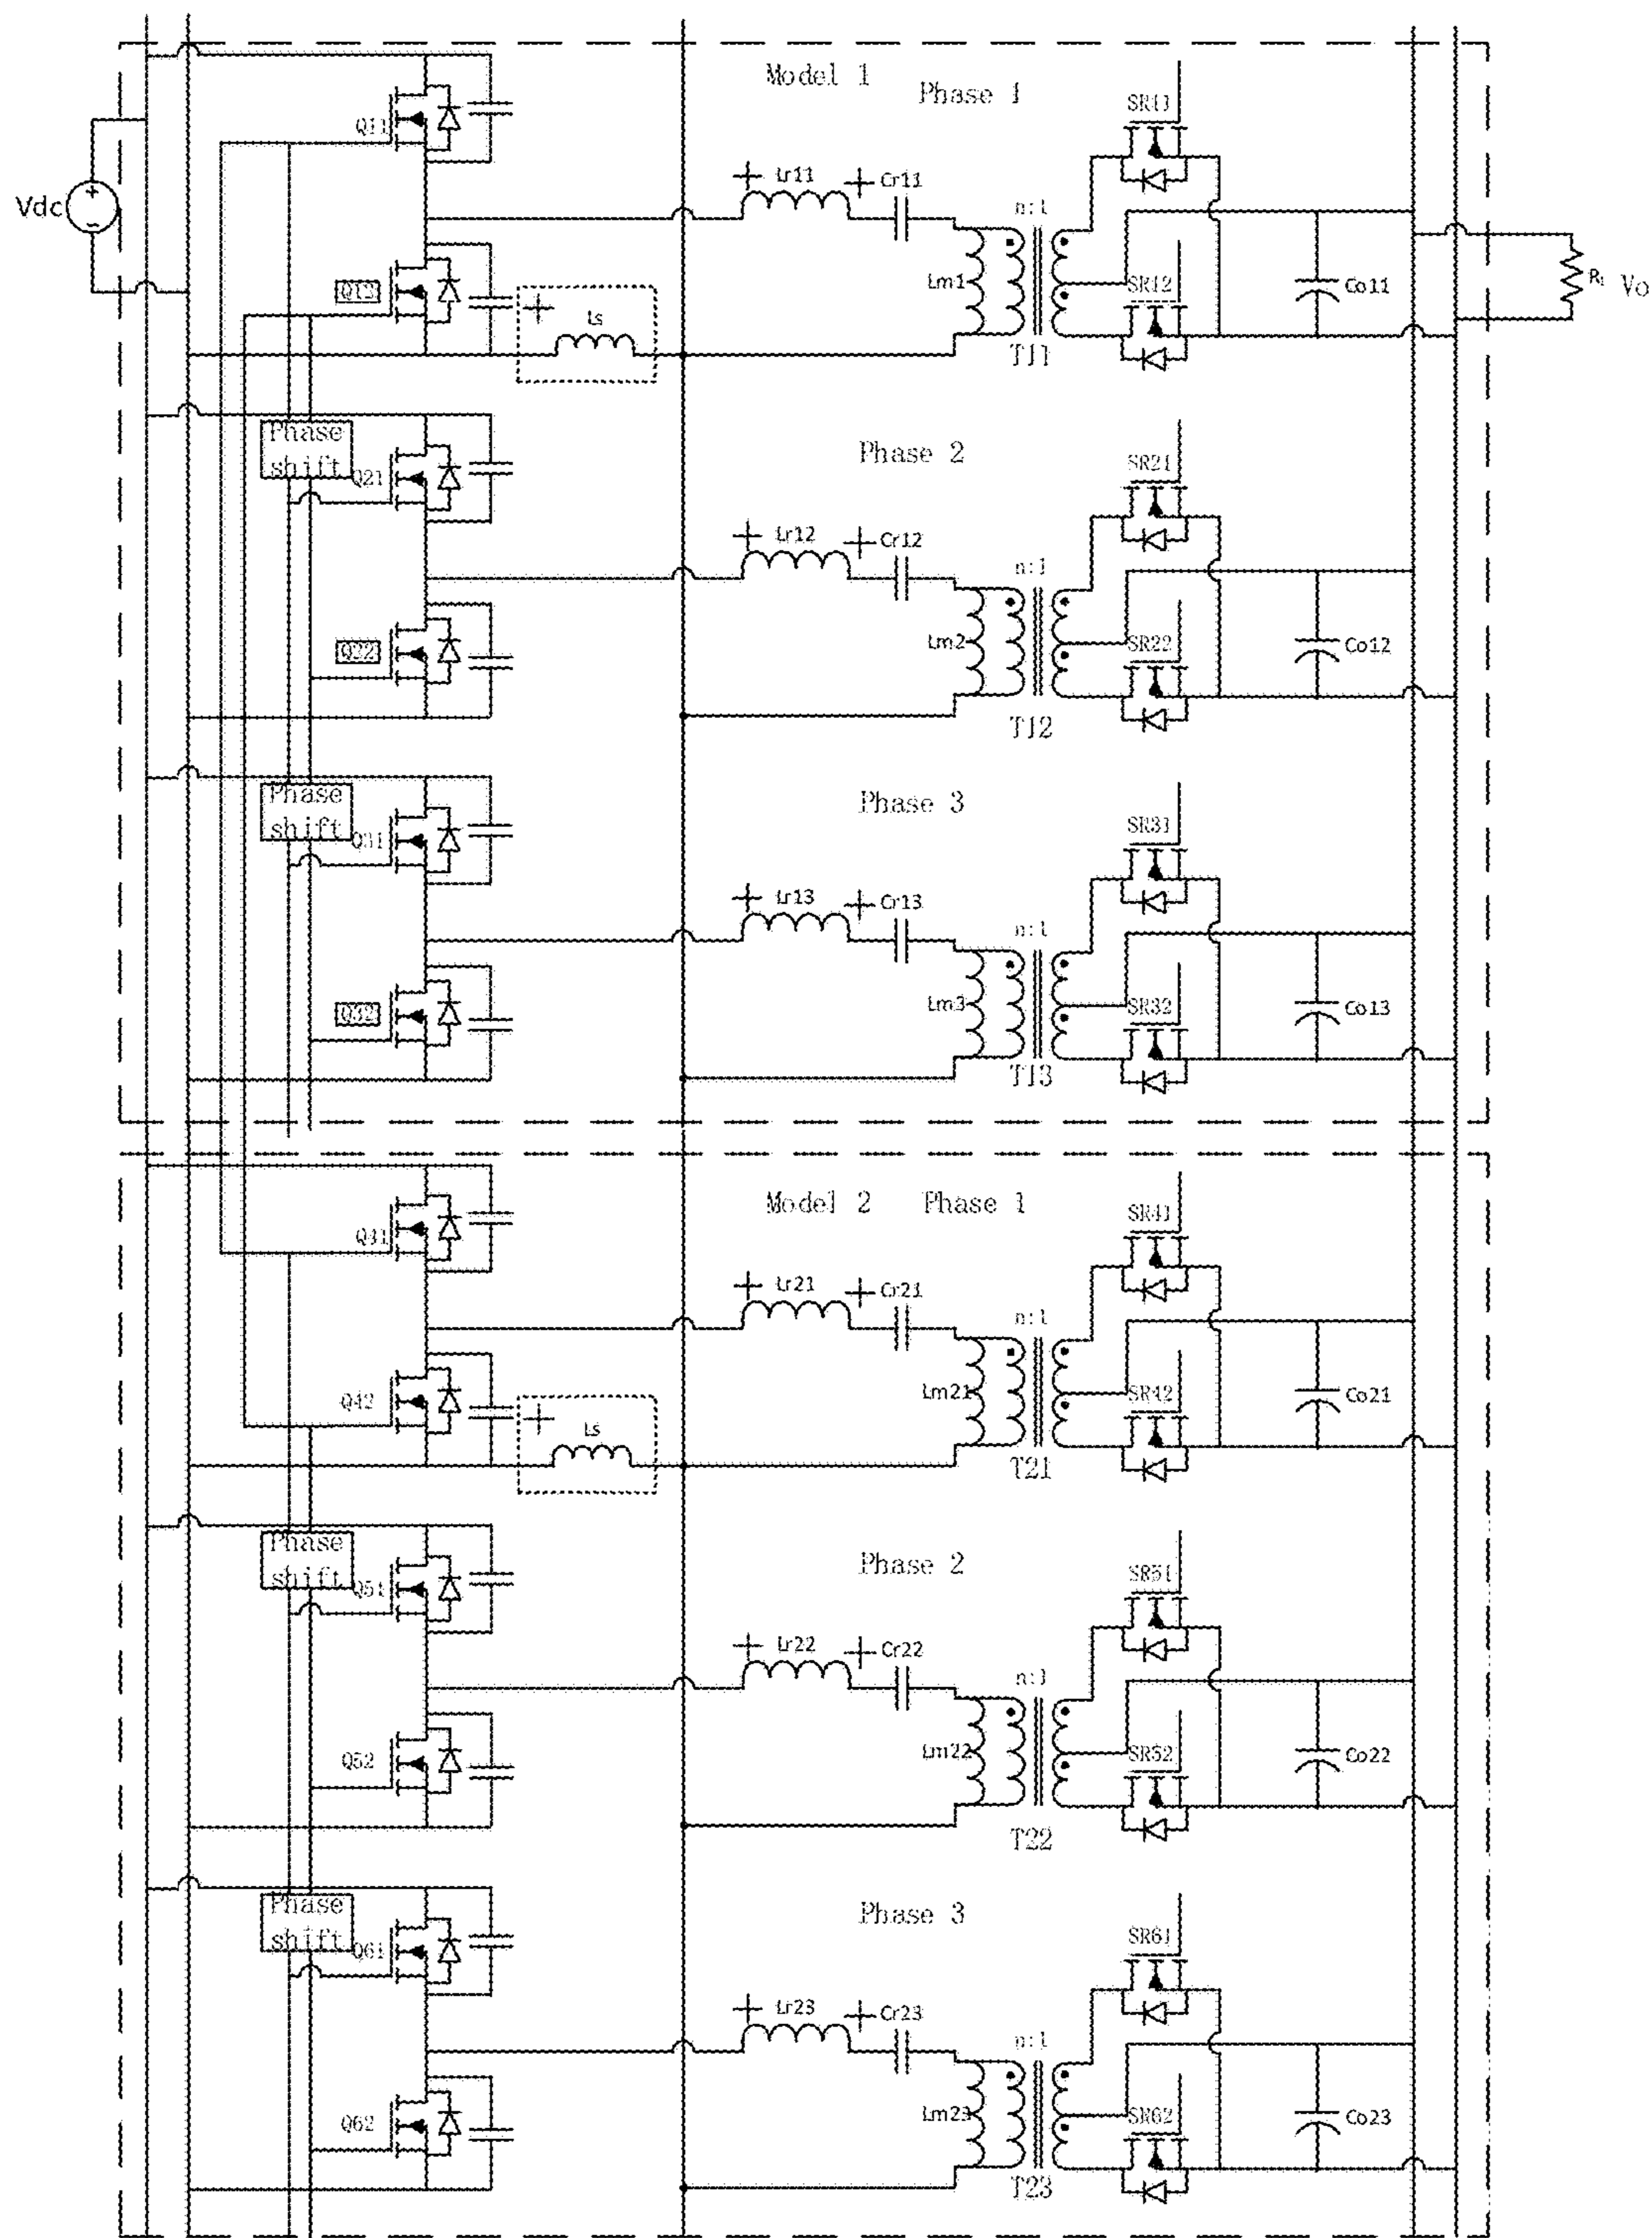 Model 1
Phase 1
SR11
Q11
Lr11
Cr11
n:1
Vdc
Lm1
SR12
Co11
Vo
Q12
Ls
T11
Phase
shift
Q21
Phase 2
SR21
Lr12
Cr12
n:1
Lm2
SR22
Co12
Q22
T12
Phase
shift
Q31
Phase 3
SR31
Lr13
Cr13
n:1
Lm3
SR32
Co13
Q32
T13
Model 2
Phase 1
SR41
Q41
Lr21
Cr21
n:1
Lm21
SR42
Co21
Q42
Ls
T21
Phase
shift
Q51
Phase 2
SR51
Lr22
Cr22
n:1
Lm22
SR52
Co22
Q52
T22
Phase
shift
Q61
Phase 3
SR61
Lr23
Cr23
n:1
Lm23
SR62
Co23
Q62
T23